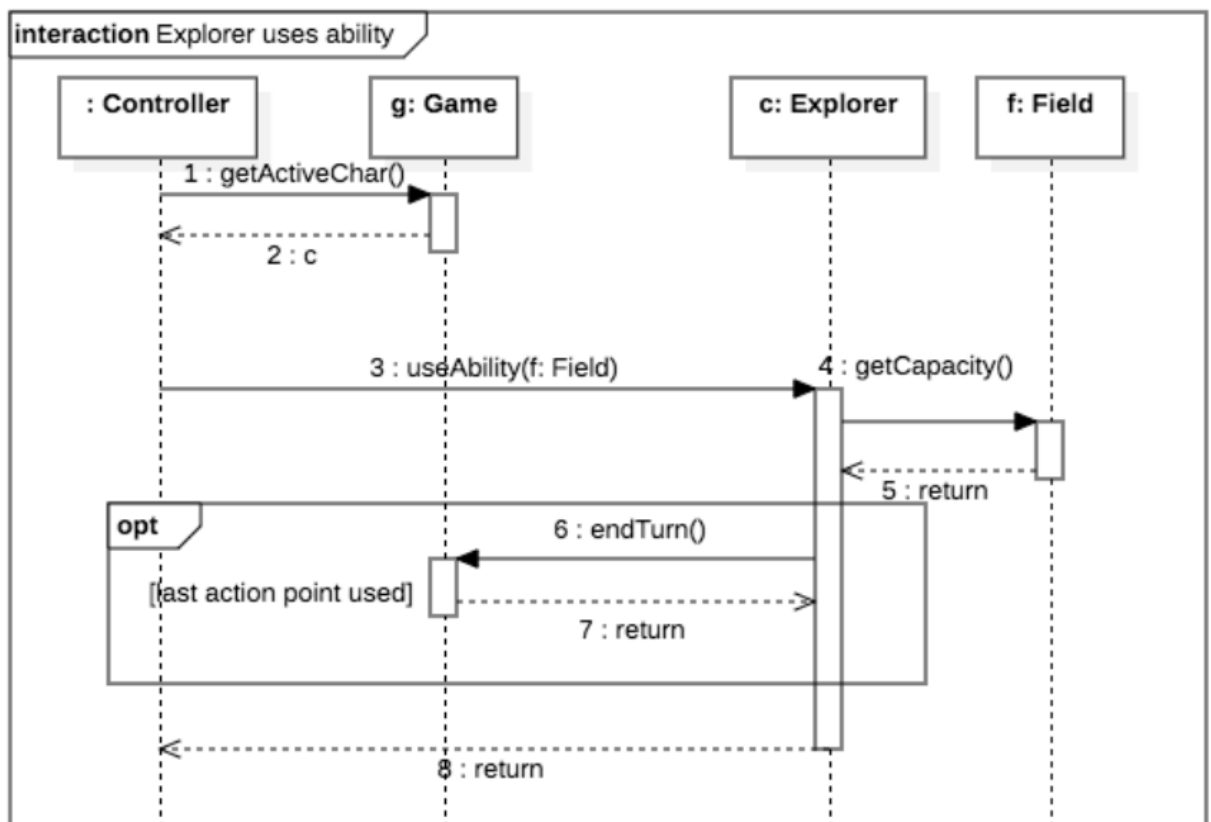 interaction Explorer uses ability
: Controller
g: Game
c: Explorer
f: Field
1 : getActiveChar()
2 : c
3 : useAbility(f: Field)
4 : getCapacity()
5 : return
opt
6 : endTurn()
[last action point used]
7 : return
8 : return